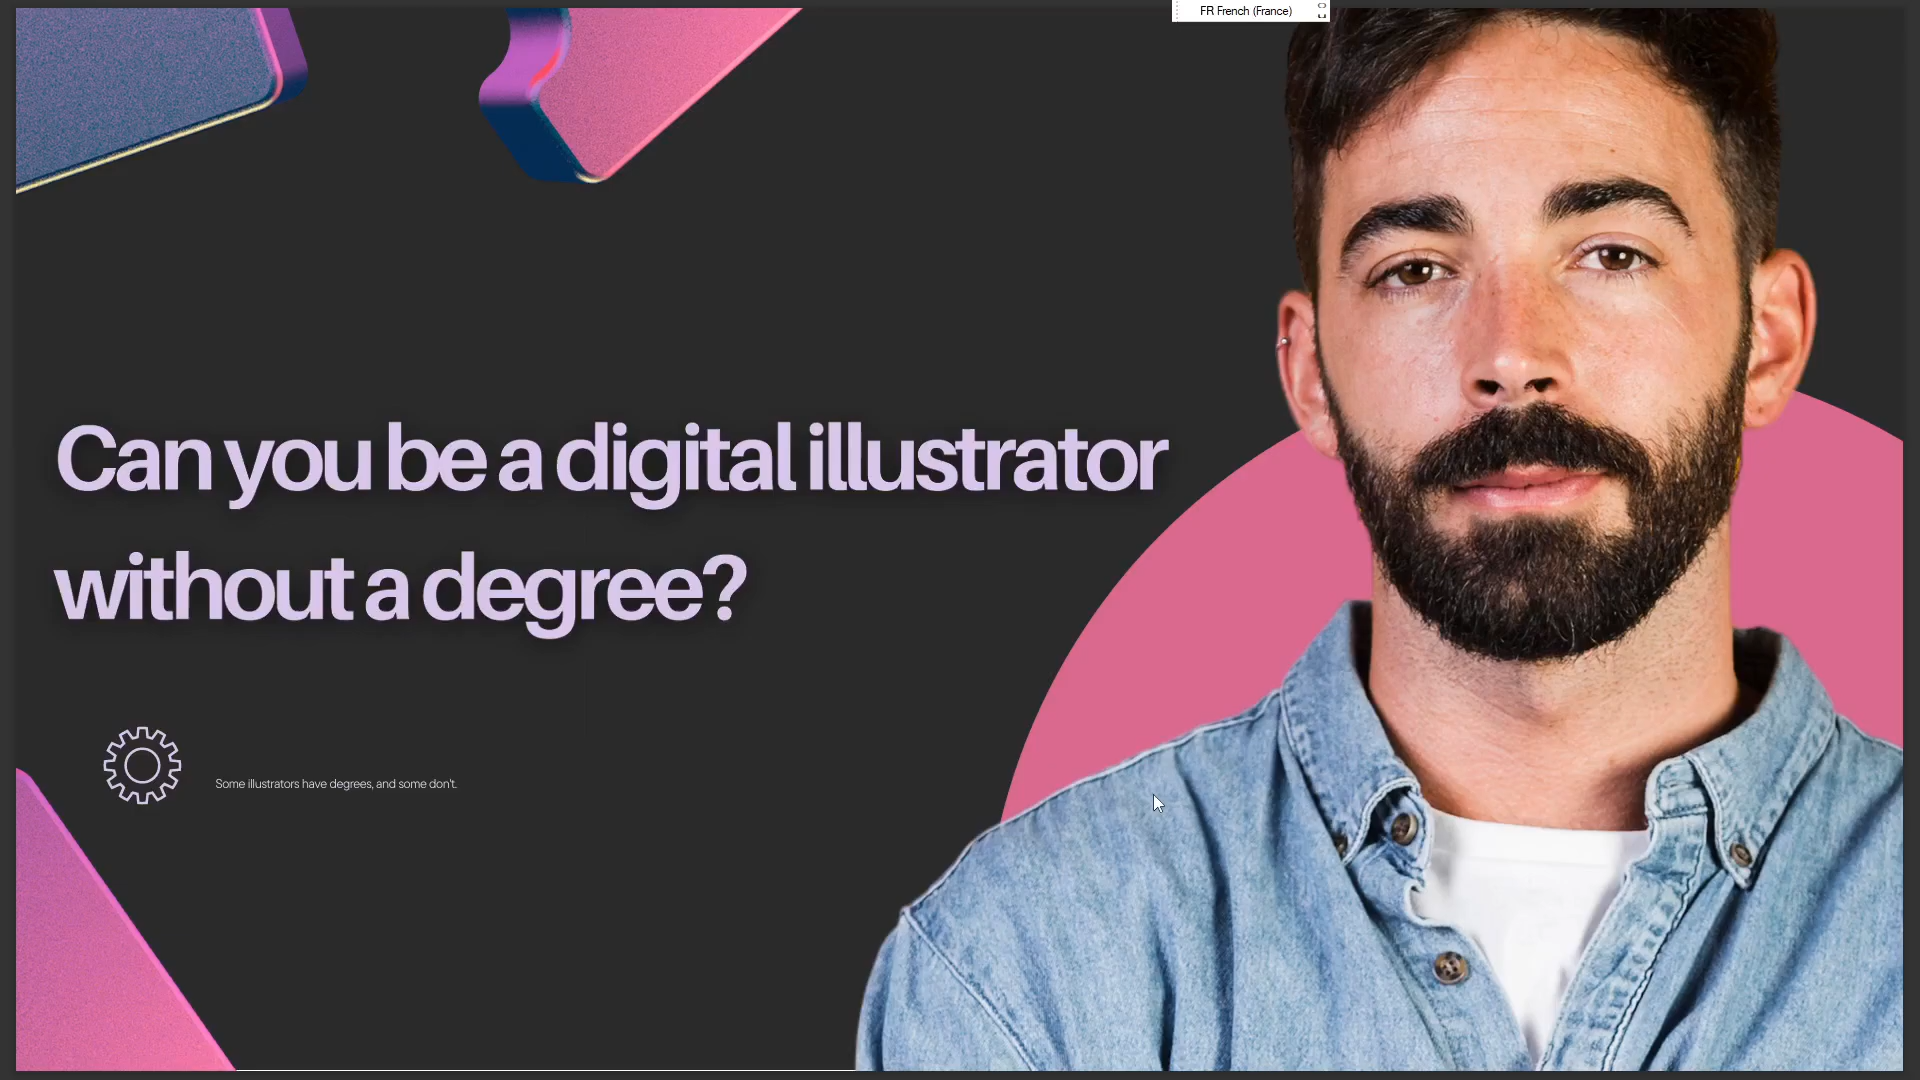 FR French (France)
Can you be a digital illustrator
without a degree?
Some illustrators have degrees, and some don't.